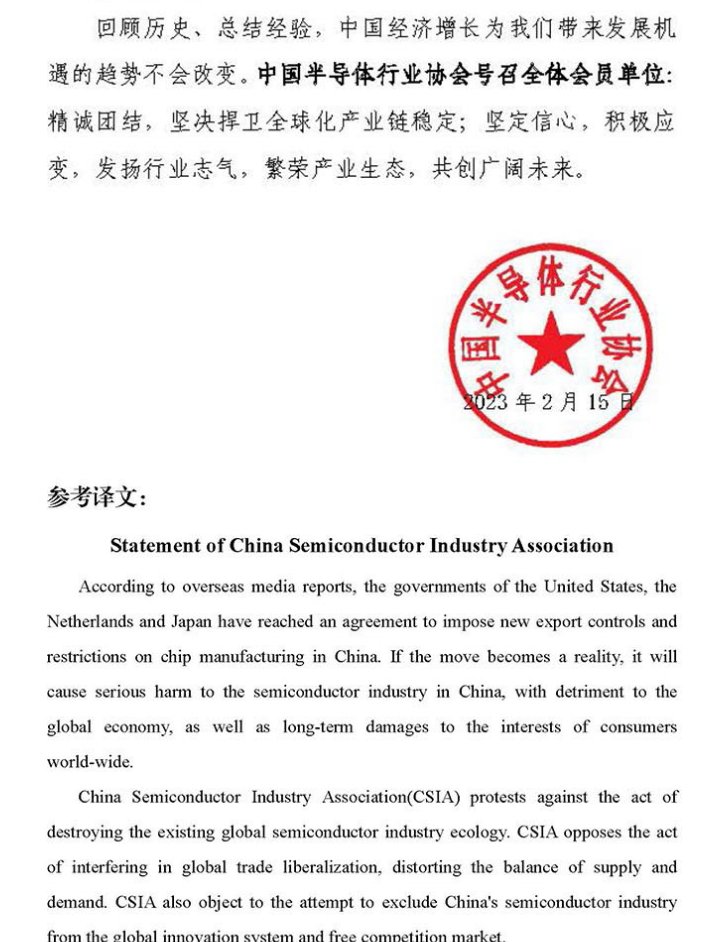 回顾历史、总结经验，中国经济增长为我们带来发展机
遇的趋势不会改变。中国半导体行业协会号召全体会员单位：
精诚团结，坚决捍卫全球化产业链稳定；坚定信心，积极应
变，发扬行业志气，繁荣产业生态，共创广阔未来。
中国半导体行业协会
2023 年 2 月 15 日
参考译文：
Statement of China Semiconductor Industry Association
According to overseas media reports, the governments of the United States, the
Netherlands and Japan have reached an agreement to impose new export controls and
restrictions on chip manufacturing in China. If the move becomes a reality, it will
cause serious harm to the semiconductor industry in China, with detriment to the
global economy, as well as long-term damages to the interests of consumers
world-wide.
China Semiconductor Industry Association(CSIA) protests against the act of
destroying the existing global semiconductor industry ecology. CSIA opposes the act
of interfering in global trade liberalization, distorting the balance of supply and
demand. CSIA also object to the attempt to exclude China's semiconductor industry
from the global innovation system and free competition market.